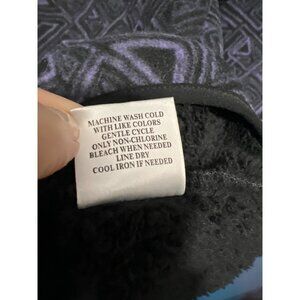 MACHINE WASH COLD
WITH LIKE COLORS
GENTLE CYCLE
ONLY NON-CHLORINE
BLEACH WHEN NEEDED
LINE DRY
COOL IRON IF NEEDED